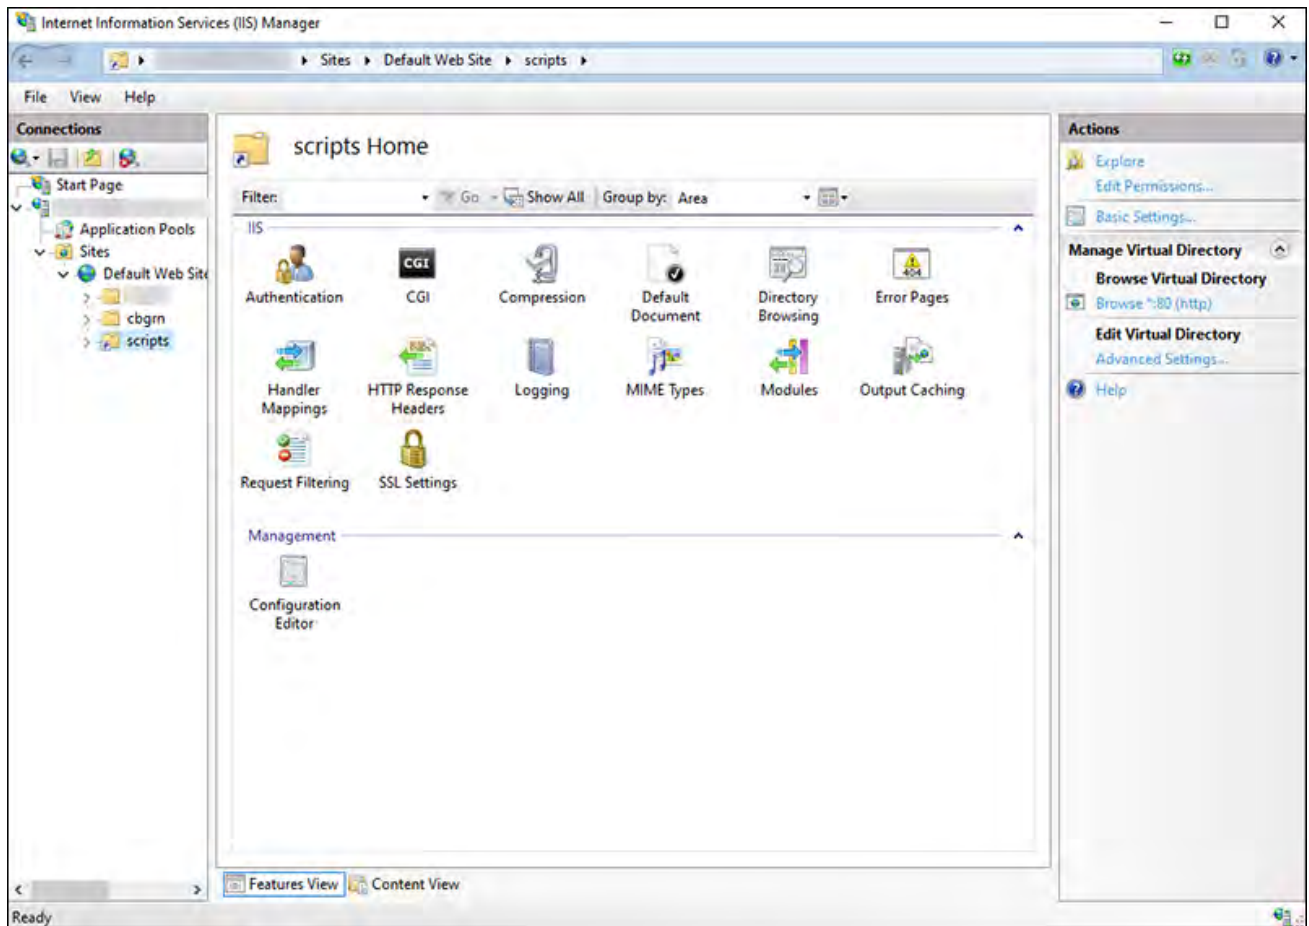 Internet Information Services (IIS) Manager
Sites Default Web Site scripts
File View Help
Connections
Start Page
Application Pools
Sites
Default Web Site
cbgrn
scripts
scripts Home
Filter: Go Show All Group by: Area
IIS
Authentication CGI Compression Default Document Directory Browsing Error Pages
CGI
404
Handler Mappings HTTP Response Headers Logging MIME Types Modules Output Caching
Request Filtering SSL Settings
Management
Configuration Editor
Features View Content View
Actions
Explore
Edit Permissions...
Basic Settings...
Manage Virtual Directory
Browse Virtual Directory
Browse *:80 (http)
Edit Virtual Directory
Advanced Settings...
Help
Ready